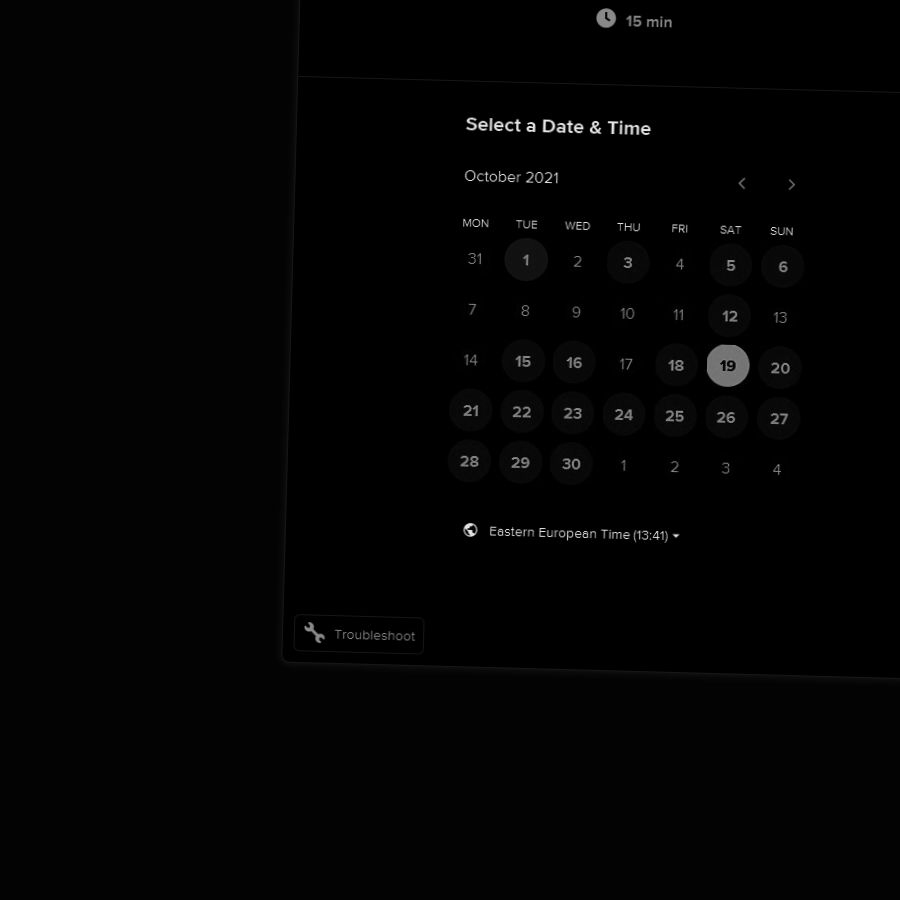 15 min
Select a Date & Time
October 2021
MON TUE WED THU FRI SAT SUN
31 1 2 3 4 5 6
7 8 9 10 11 12 13
14 15 16 17 18 19 20
21 22 23 24 25 26 27
28 29 30 1 2 3 4
Eastern European Time (13:41)
Troubleshoot